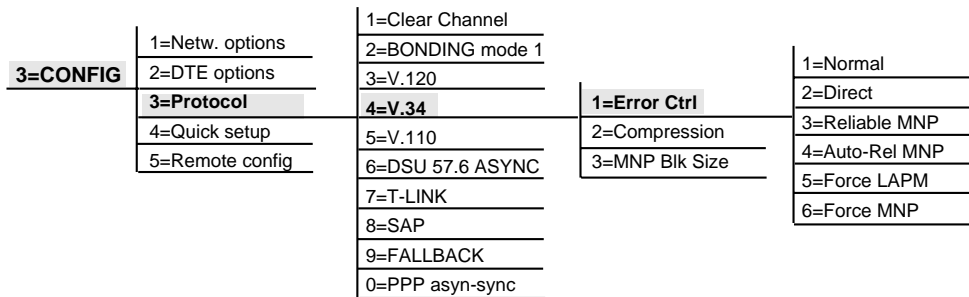 3=CONFIG
1=Netw. options
2=DTE options
3=Protocol
4=Quick setup
5=Remote config
1=Clear Channel
2=BONDING mode 1
3=V.120
4=V.34
5=V.110
6=DSU 57.6 ASYNC
7=T-LINK
8=SAP
9=FALLBACK
0=PPP asyn-sync
1=Error Ctrl
2=Compression
3=MNP Blk Size
1=Normal
2=Direct
3=Reliable MNP
4=Auto-Rel MNP
5=Force LAPM
6=Force MNP